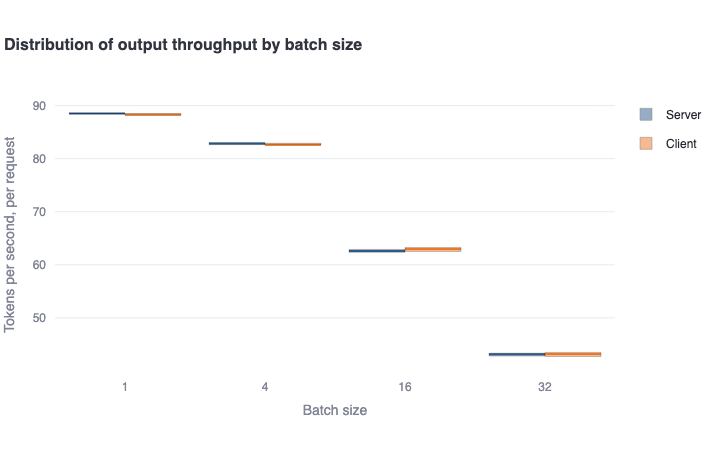 Distribution of output throughput by batch size
Tokens per second, per request
90
80
70
60
50
1
4
16
32
Batch size
Server
Client